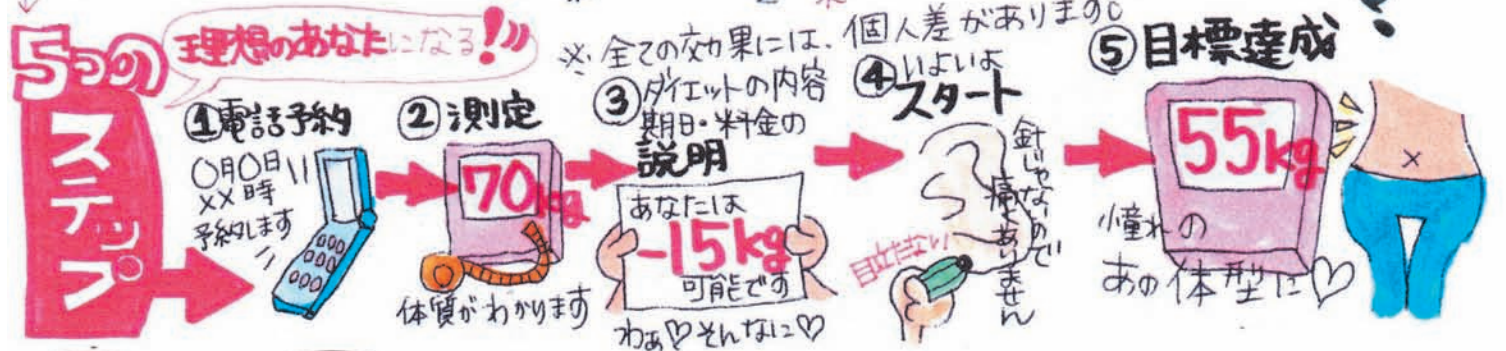 5つの
ステップ
理想のあなたになる!!
※全ての効果には、個人差があります。
①電話予約
〇月〇日
××時
予約します
②測定
70kg
体質がわかります
③ダイエットの内容
期日・料金の
説明
あなたは
-15kg
可能です
わぁ♡そんなに♡
④いよいよ
スタート
針じゃないので
痛くありません
目立たない
⑤目標達成
55kg
憧れの
あの体型に♡